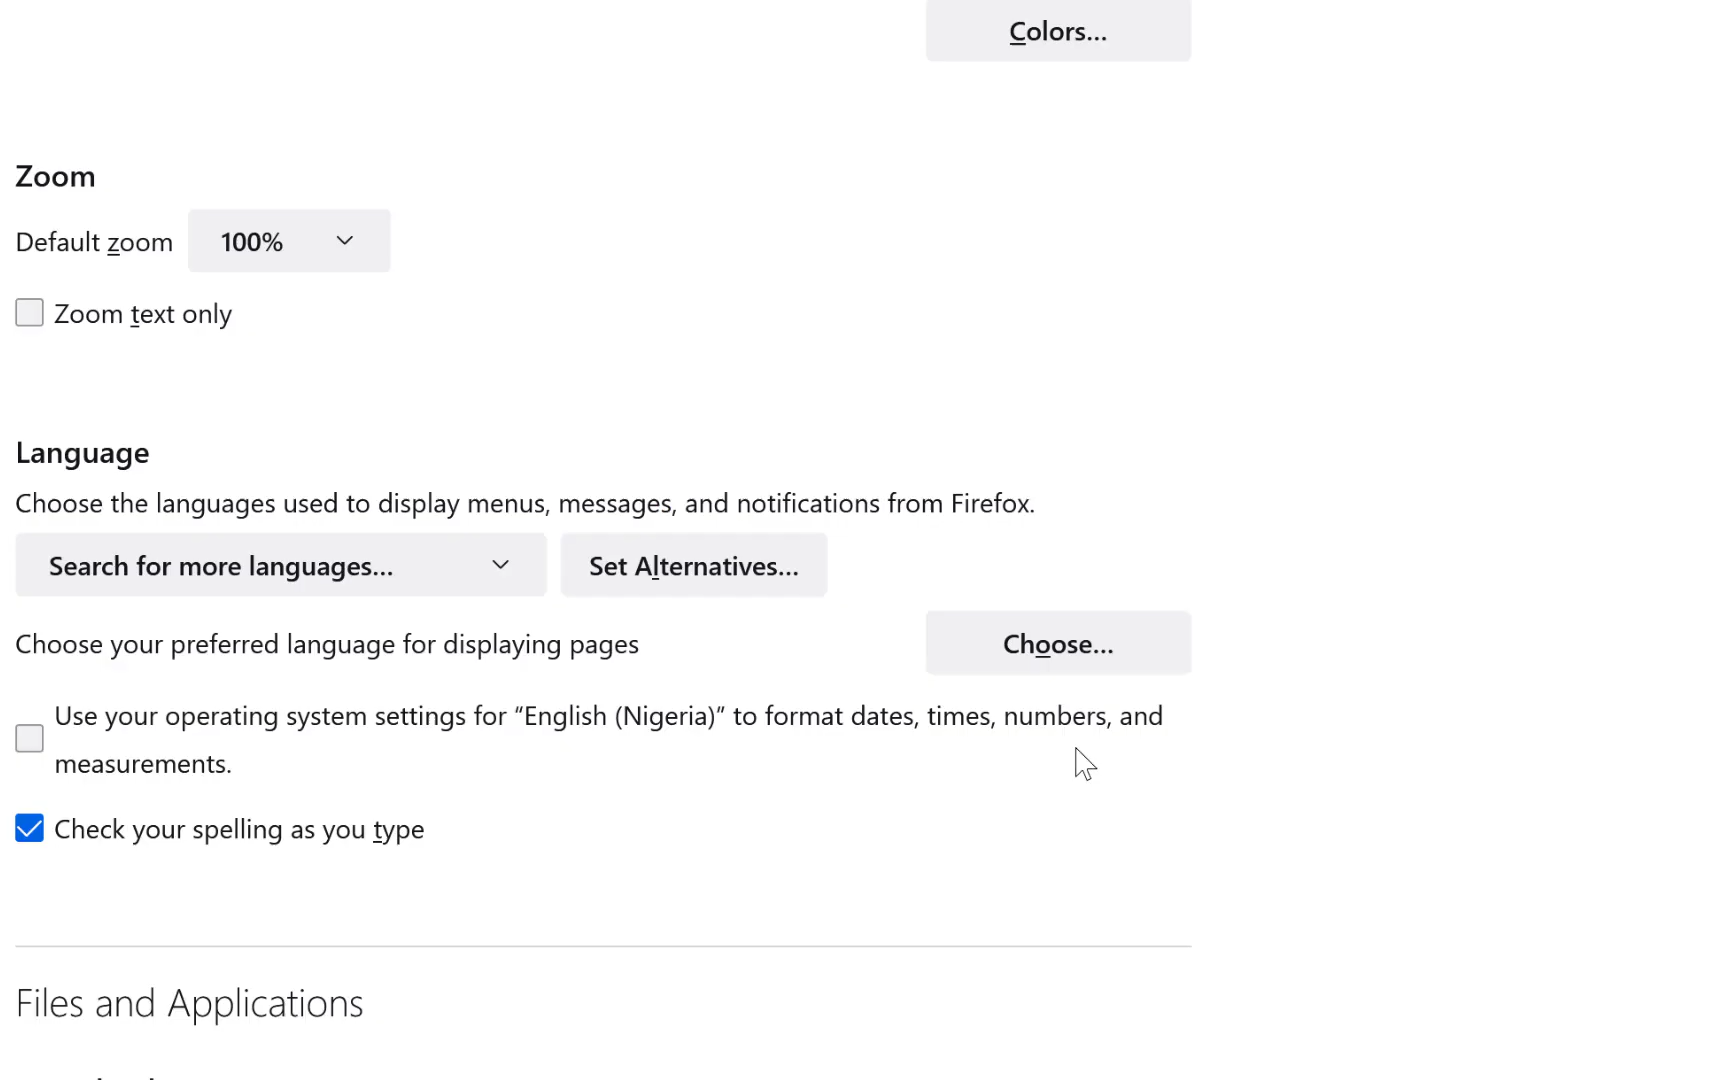 Colors...
Zoom
Default zoom 100%
Zoom text only
Language
Choose the languages used to display menus, messages, and notifications from Firefox.
Search for more languages... Set Alternatives...
Choose your preferred language for displaying pages Choose...
Use your operating system settings for “English (Nigeria)” to format dates, times, numbers, and
measurements.
Check your spelling as you type
Files and Applications